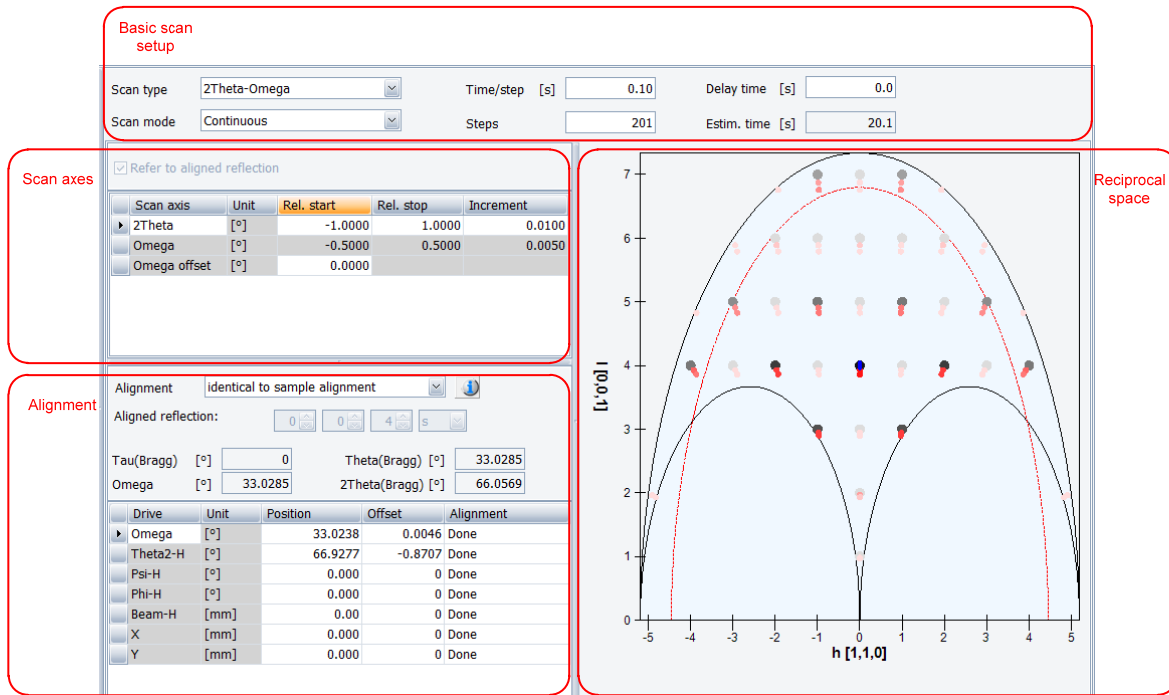 Basic scan
setup
Scan type 2Theta-Omega Time/step [s] 0.10 Delay time [s] 0.0
Scan mode Continuous Steps 201 Estim. time [s] 20.1
Scan axes
Refer to aligned reflection
Scan axis Unit Rel. start Rel. stop Increment
2Theta [°] -1.0000 1.0000 0.0100
Omega [°] -0.5000 0.5000 0.0050
Omega offset [°] 0.0000
Alignment
Alignment identical to sample alignment
Aligned reflection: 0 0 4 s
Tau(Bragg) [°] 0 Theta(Bragg) [°] 33.0285
Omega [°] 33.0285 2Theta(Bragg) [°] 66.0569
Drive Unit Position Offset Alignment
Omega [°] 33.0238 0.0046 Done
Theta2-H [°] 66.9277 -0.8707 Done
Psi-H [°] 0.000 0 Done
Phi-H [°] 0.000 0 Done
Beam-H [mm] 0.00 0 Done
X [mm] 0.000 0 Done
Y [mm] 0.000 0 Done
Reciprocal
space
7
6
5
4
3
2
1
0
l [0,0,1]
-5 -4 -3 -2 -1 0 1 2 3 4 5
h [1,1,0]